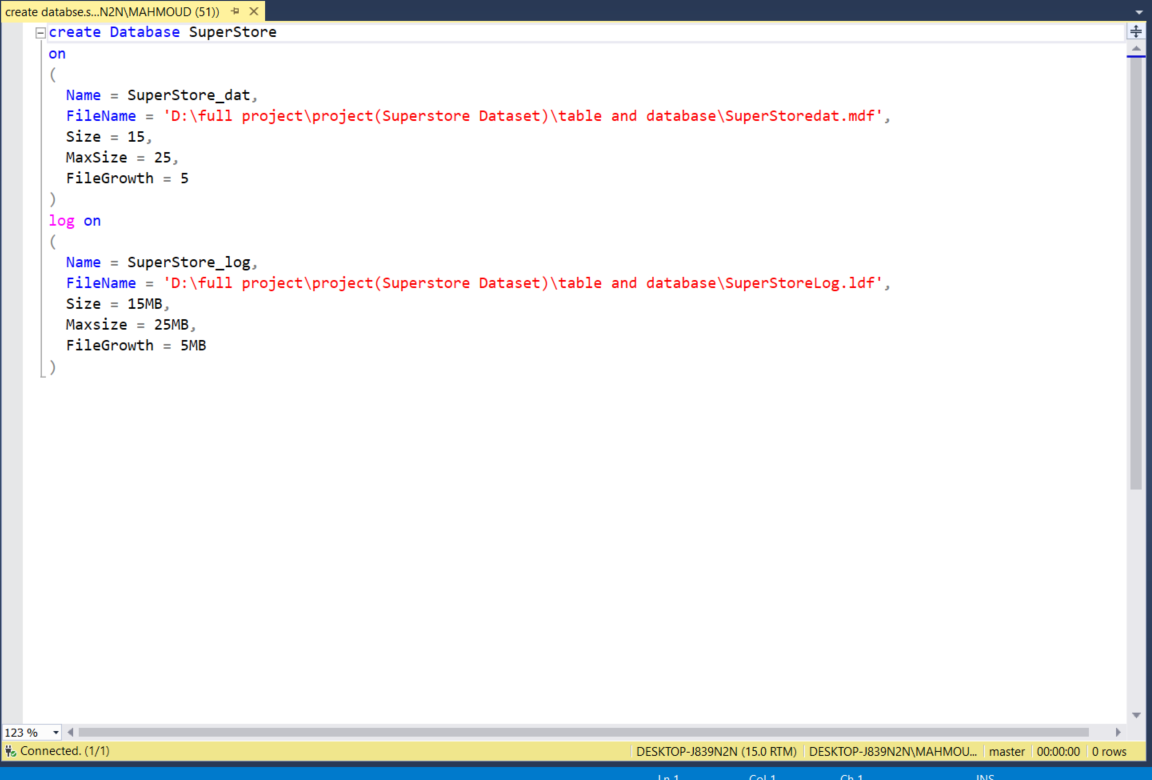 create databse.s...N2N\MAHMOUD (51))
create Database SuperStore
on
(
Name = SuperStore_dat,
FileName = 'D:\full project\project(Superstore Dataset)\table and database\SuperStoredat.mdf',
Size = 15,
MaxSize = 25,
FileGrowth = 5
)
log on
(
Name = SuperStore_log,
FileName = 'D:\full project\project(Superstore Dataset)\table and database\SuperStoreLog.ldf',
Size = 15MB,
Maxsize = 25MB,
FileGrowth = 5MB
)
123 %
Connected. (1/1) DESKTOP-J839N2N (15.0 RTM) DESKTOP-J839N2N\MAHMOU... master 00:00:00 0 rows
Ln 1 Col 1 Ch 1 INS